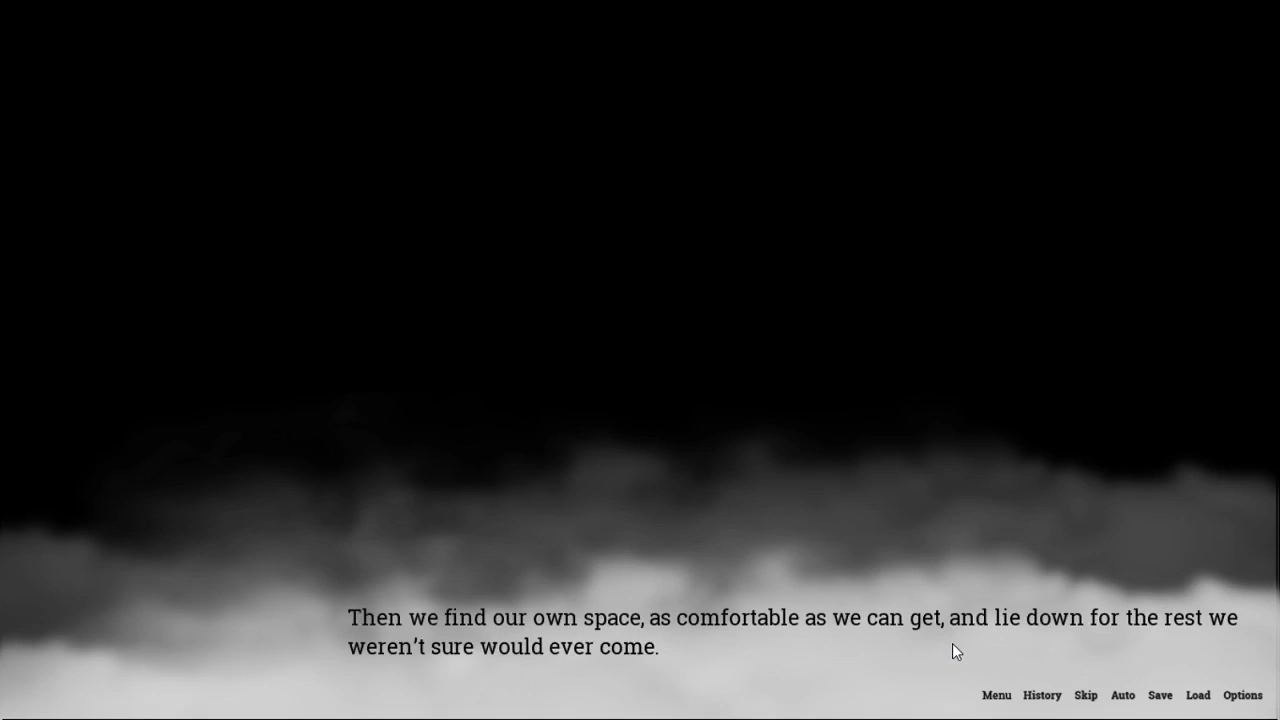 Then we find our own space, as comfortable as we can get, and lie down for the rest we
weren’t sure would ever come.
Menu History Skip Auto Save Load Options